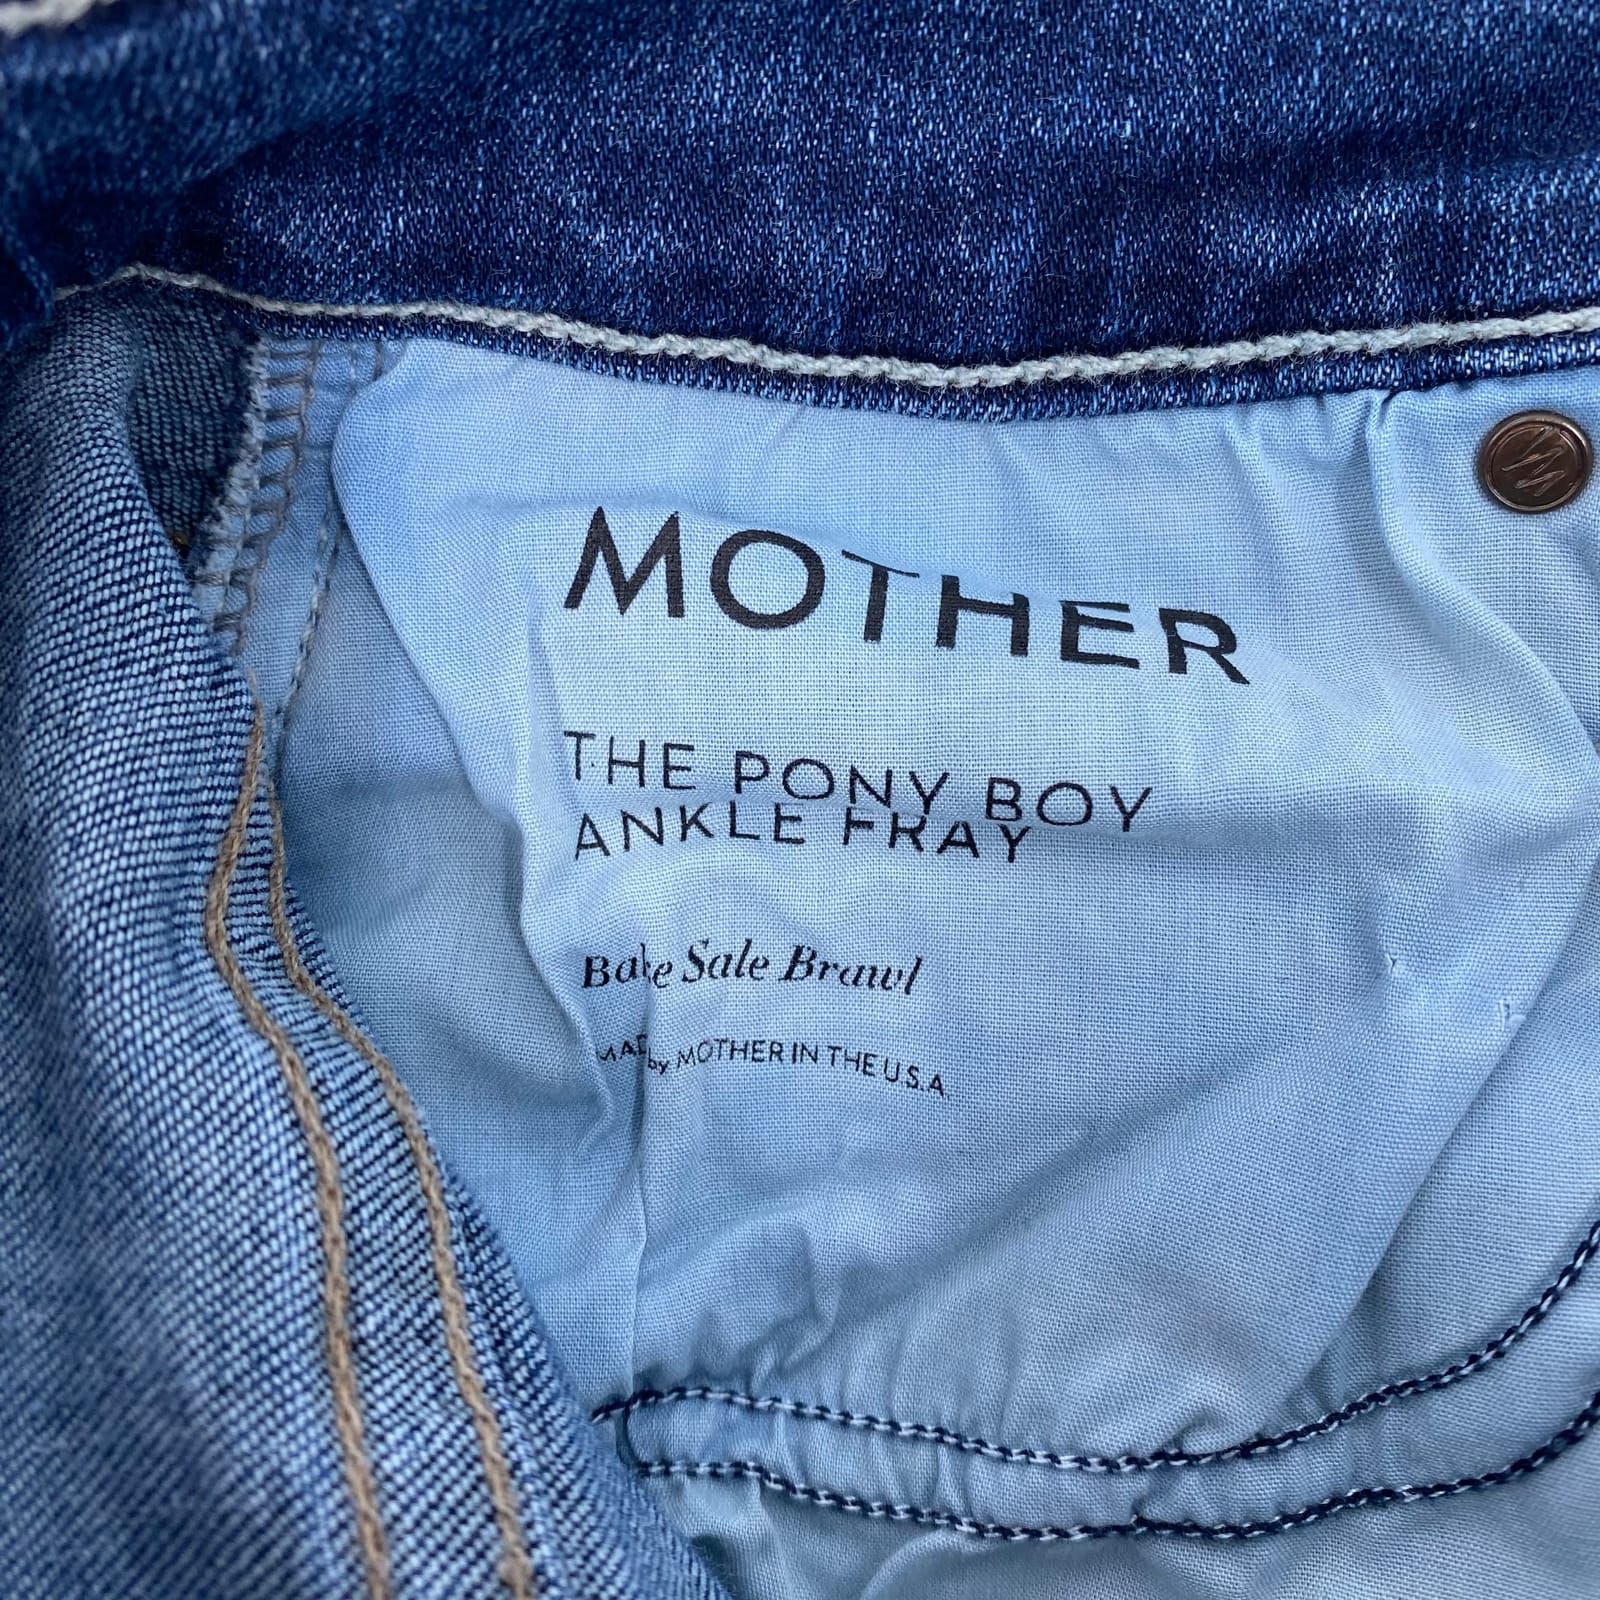 MOTHER
THE PONY BOY
ANKLE FRAY
Bake Sale Brawl
MADE by MOTHER IN THE U.S.A